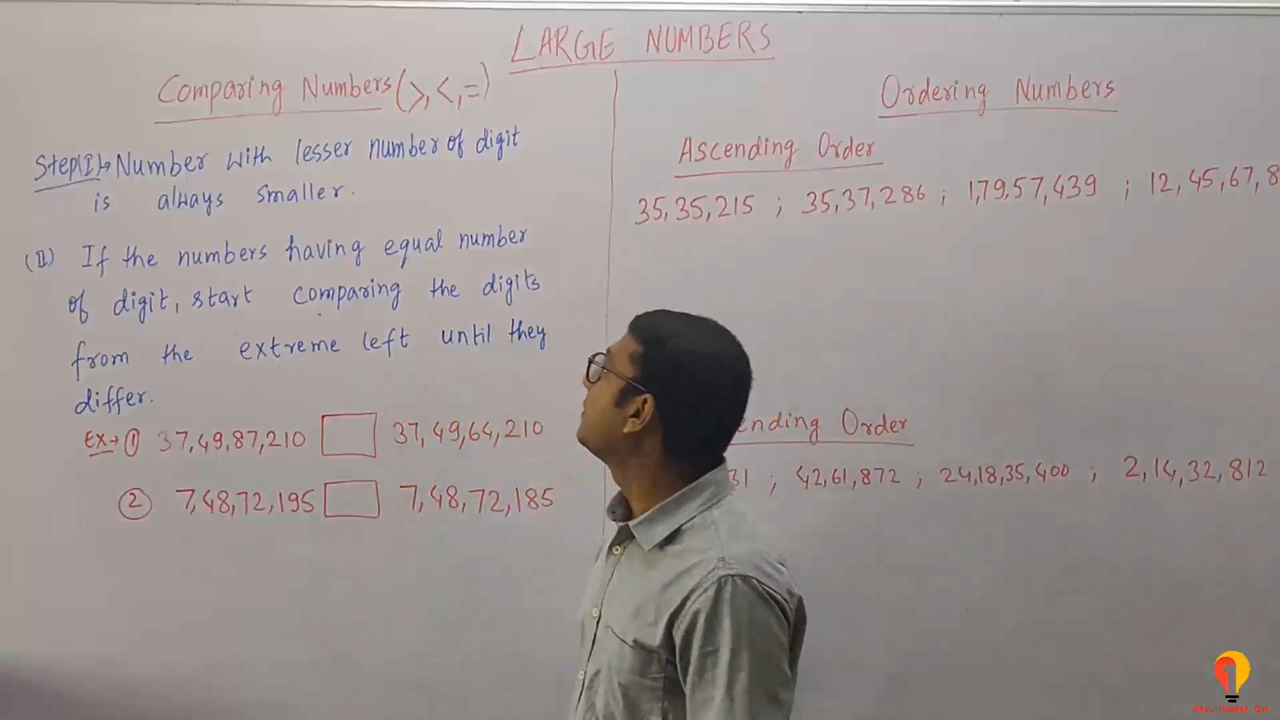 LARGE NUMBERS
Comparing Numbers (>, <, =)
Step(I):→ Number with lesser number of digit
is always smaller.
(II) If the numbers having equal number
of digit, start comparing the digits
from the extreme left until they
differ.
Ex→ ① 37,49,87,210 37,49,64,210
② 7,48,72,195 7,48,72,185
Ordering Numbers
Ascending Order
35,35,215 ; 35,37,286 ; 1,79,57,439 ; 12,45,67,8
ending Order
31 ; 42,61,872 ; 24,18,35,400 ; 2,14,32,812